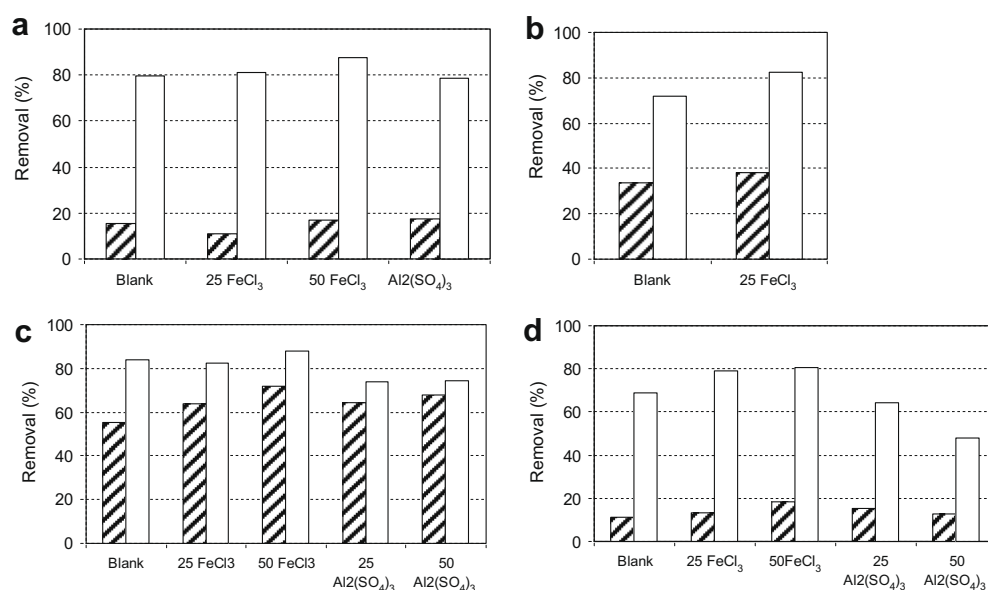 a
Removal (%)
100
80
60
40
20
0
Blank
25 FeCl₃
50 FeCl₃
Al2(SO₄)₃
b
Removal (%)
100
80
60
40
20
0
Blank
25 FeCl₃
c
Removal (%)
100
80
60
40
20
0
Blank
25 FeCl3
50 FeCl3
25
Al2(SO₄)₃
50
Al2(SO₄)₃
d
Removal (%)
100
80
60
40
20
0
Blank
25 FeCl₃
50FeCl₃
25
Al2(SO₄)₃
50
Al2(SO₄)₃